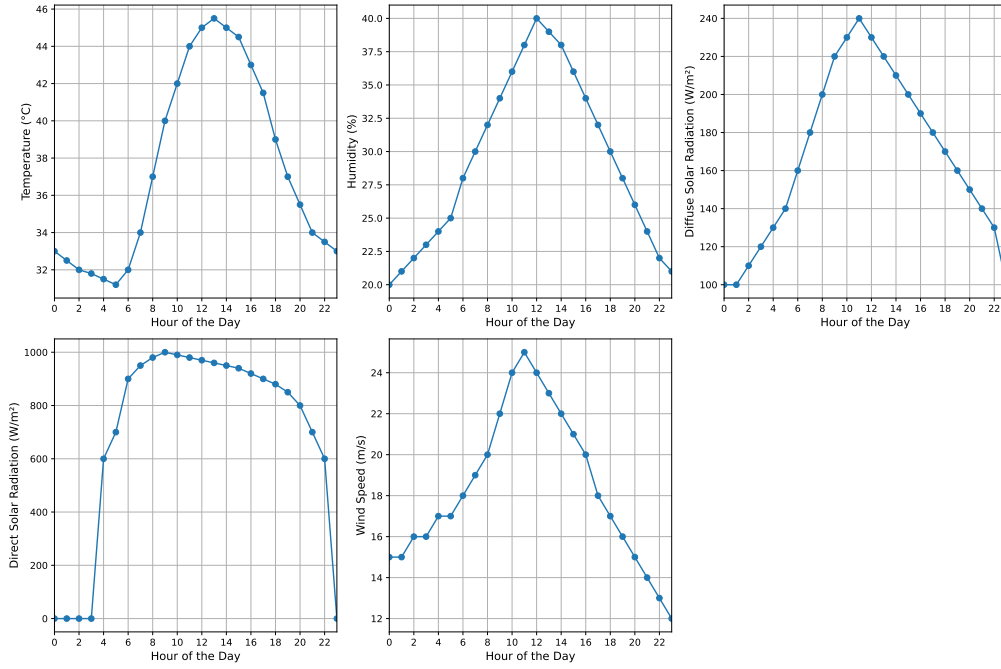 46
44
42
40
38
36
34
32
Temperature (°C)
0 2 4 6 8 10 12 14 16 18 20 22
Hour of the Day
40.0
37.5
35.0
32.5
30.0
27.5
25.0
22.5
20.0
Humidity (%)
0 2 4 6 8 10 12 14 16 18 20 22
Hour of the Day
240
220
200
180
160
140
120
100
Diffuse Solar Radiation (W/m²)
0 2 4 6 8 10 12 14 16 18 20 22
Hour of the Day
1000
800
600
400
200
0
Direct Solar Radiation (W/m²)
0 2 4 6 8 10 12 14 16 18 20 22
Hour of the Day
24
22
20
18
16
14
12
Wind Speed (m/s)
0 2 4 6 8 10 12 14 16 18 20 22
Hour of the Day